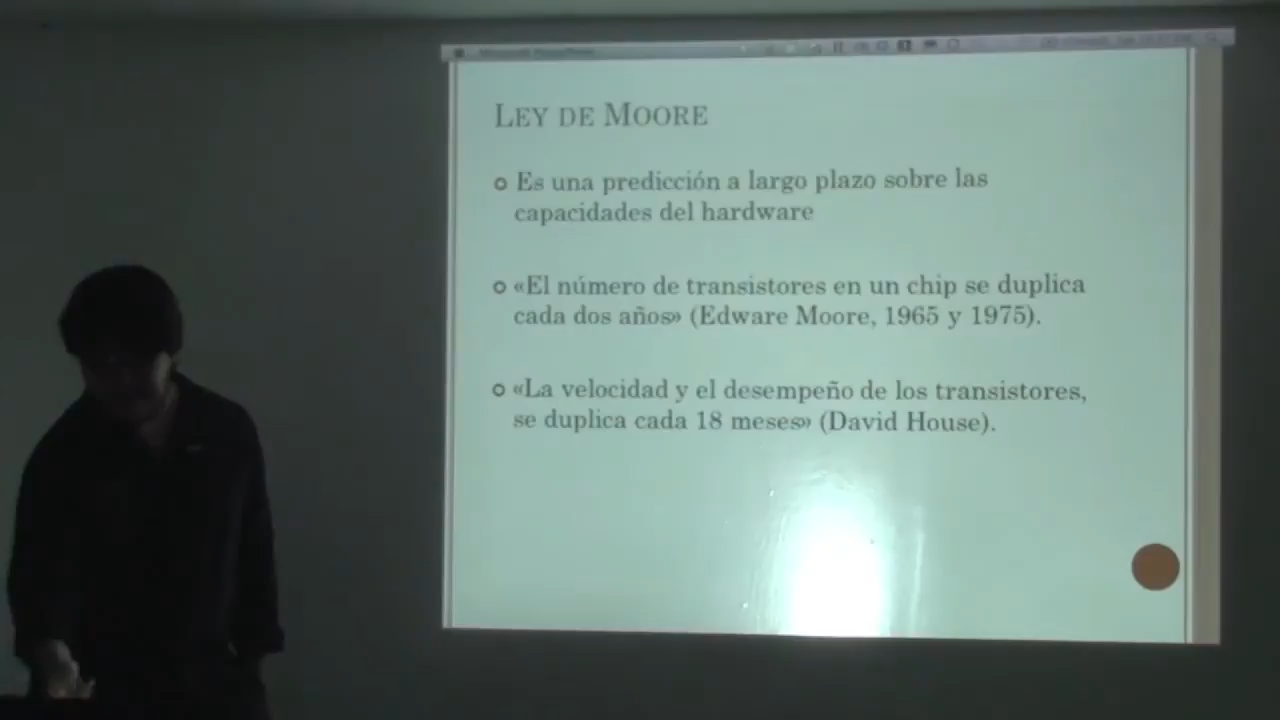 LEY DE MOORE
Es una predicción a largo plazo sobre las
capacidades del hardware
«El número de transistores en un chip se duplica
cada dos años» (Edware Moore, 1965 y 1975).
«La velocidad y el desempeño de los transistores,
se duplica cada 18 meses» (David House).